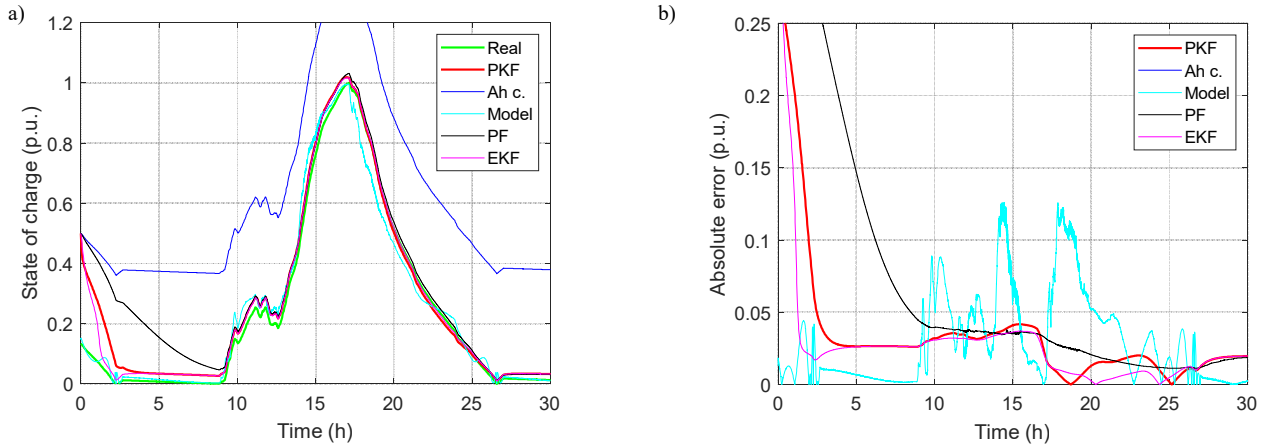 a)
State of charge (p.u.)
1.2
1
0.8
0.6
0.4
0.2
0
0
5
10
15
20
25
30
Time (h)
Real
PKF
Ah c.
Model
PF
EKF
b)
Absolute error (p.u.)
0.25
0.2
0.15
0.1
0.05
0
0
5
10
15
20
25
30
Time (h)
PKF
Ah c.
Model
PF
EKF